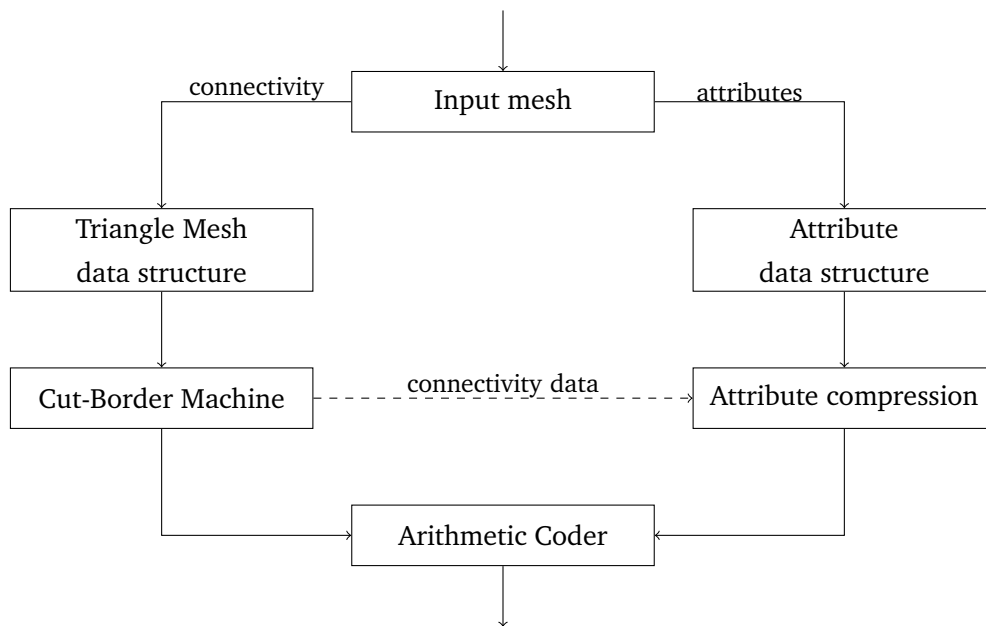 connectivity
Input mesh
attributes
Triangle Mesh
data structure
Attribute
data structure
Cut-Border Machine
connectivity data
Attribute compression
Arithmetic Coder